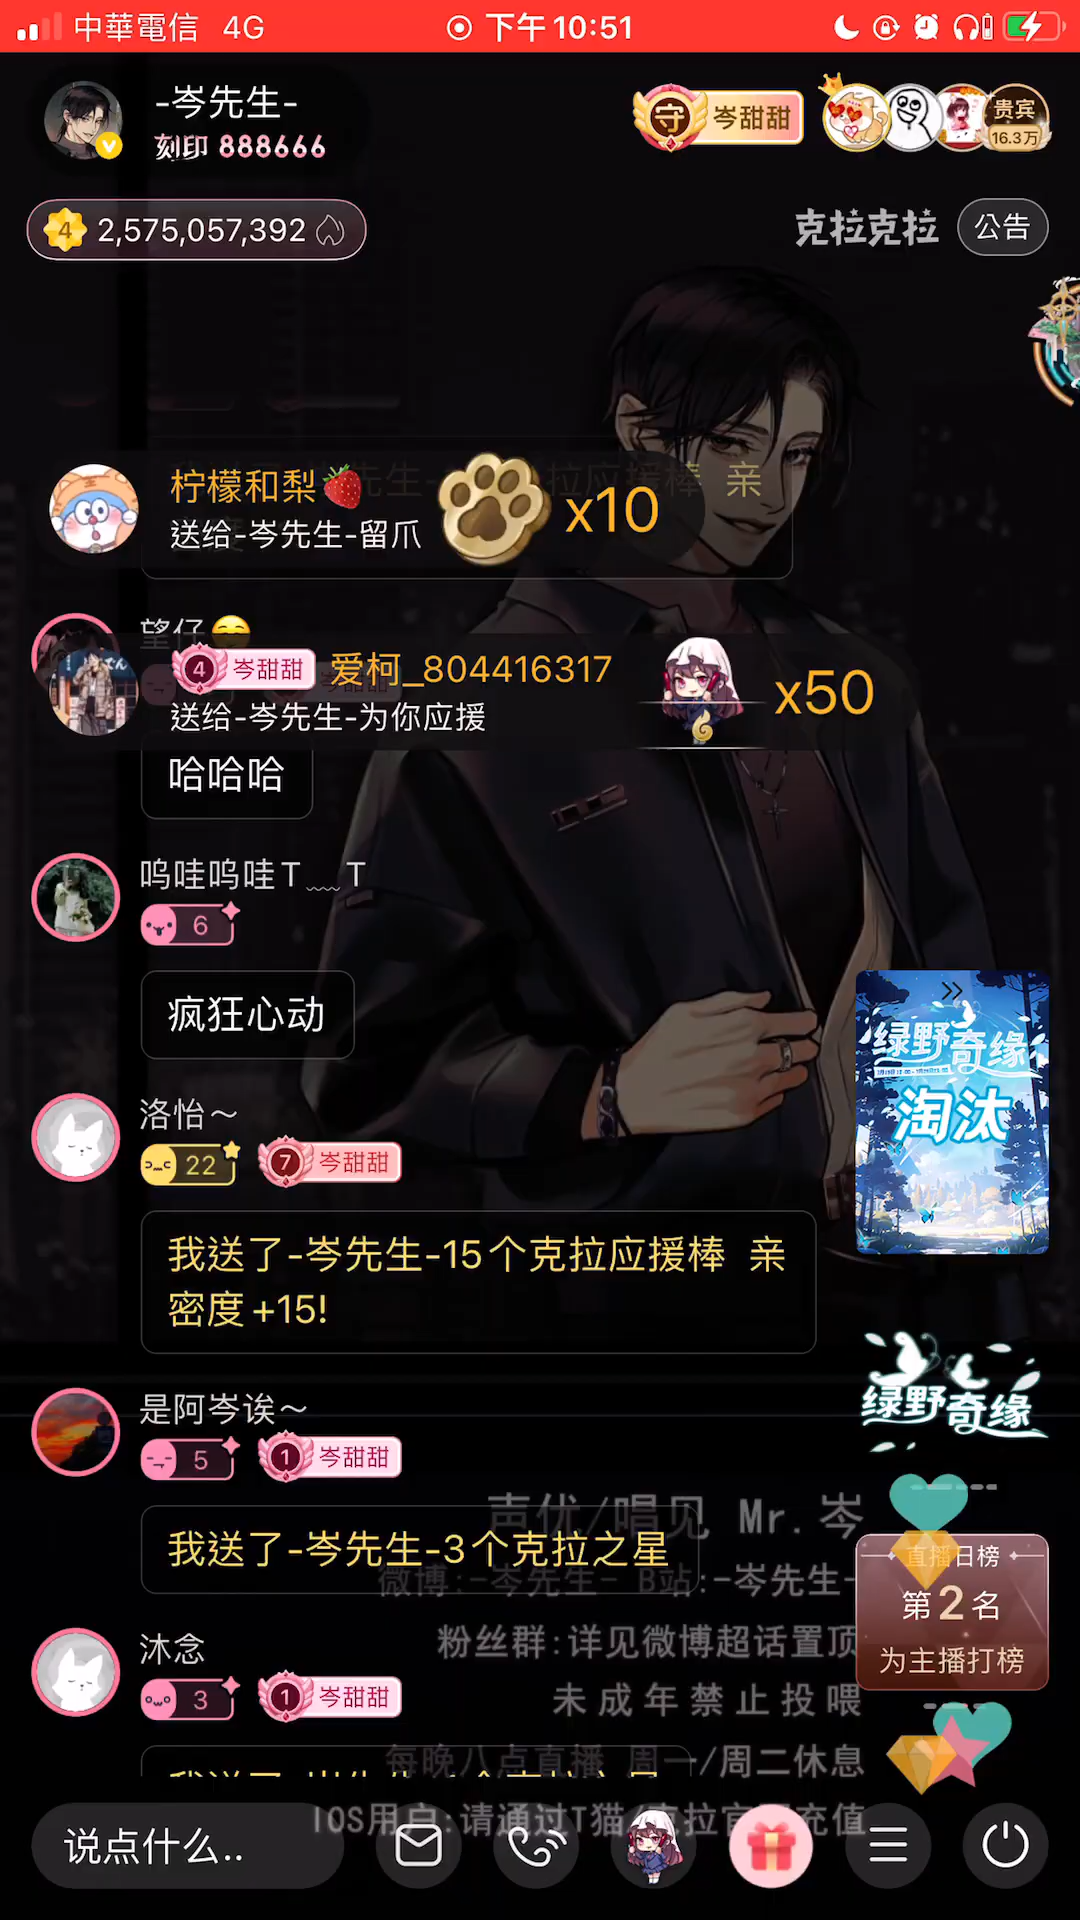 中華電信 4G
下午10:51
-岑先生-
刻印 888666
守 岑甜甜
贵宾
16.3万
4 2,575,057,392
克拉克拉
公告
柠檬和梨🍓
送给-岑先生-留爪
x10
亲
望仔😊
4 岑甜甜 爱柯_804416317
送给-岑先生-为你应援
x50
哈哈哈
呜哇呜哇T﹏T
6
疯狂心动
绿野奇缘
淘汰
洛怡～
22
7 岑甜甜
我送了-岑先生-15个克拉应援棒 亲
密度+15!
绿野奇缘
是阿岑诶～
5
1 岑甜甜
我送了-岑先生-3个克拉之星
声优/唱见 Mr.岑
微博:-岑先生- B站:-岑先生-
粉丝群:详见微博超话置顶
未成年禁止投喂
每晚八点直播 周一/周二休息
IOS用户:请通过T猫/克拉官 充值
直播日榜
第2名
为主播打榜
沐念
3
1 岑甜甜
说点什么..